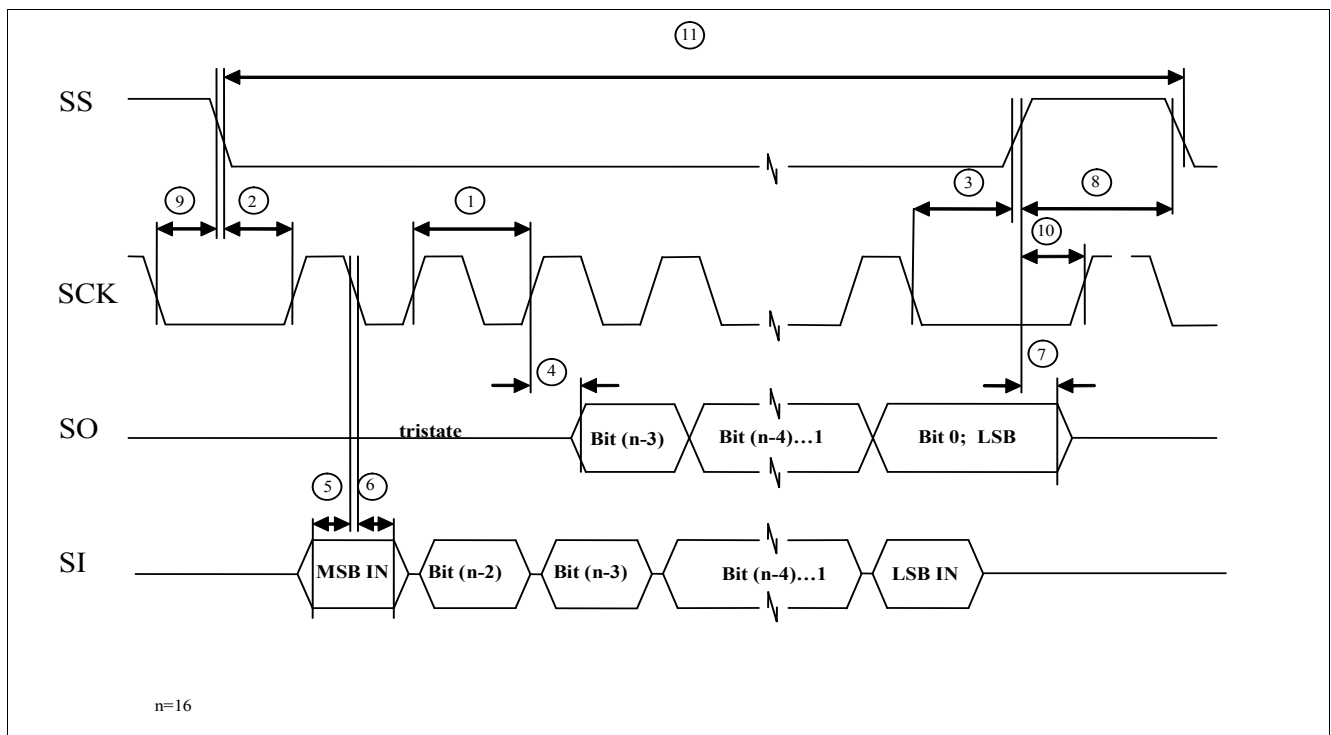 11
SS
3
8
9
2
1
10
SCK
4
7
SO
tristate
Bit (n-3)
Bit (n-4)…1
Bit 0; LSB
5
6
SI
MSB IN
Bit (n-2)
Bit (n-3)
Bit (n-4)…1
LSB IN
n=16